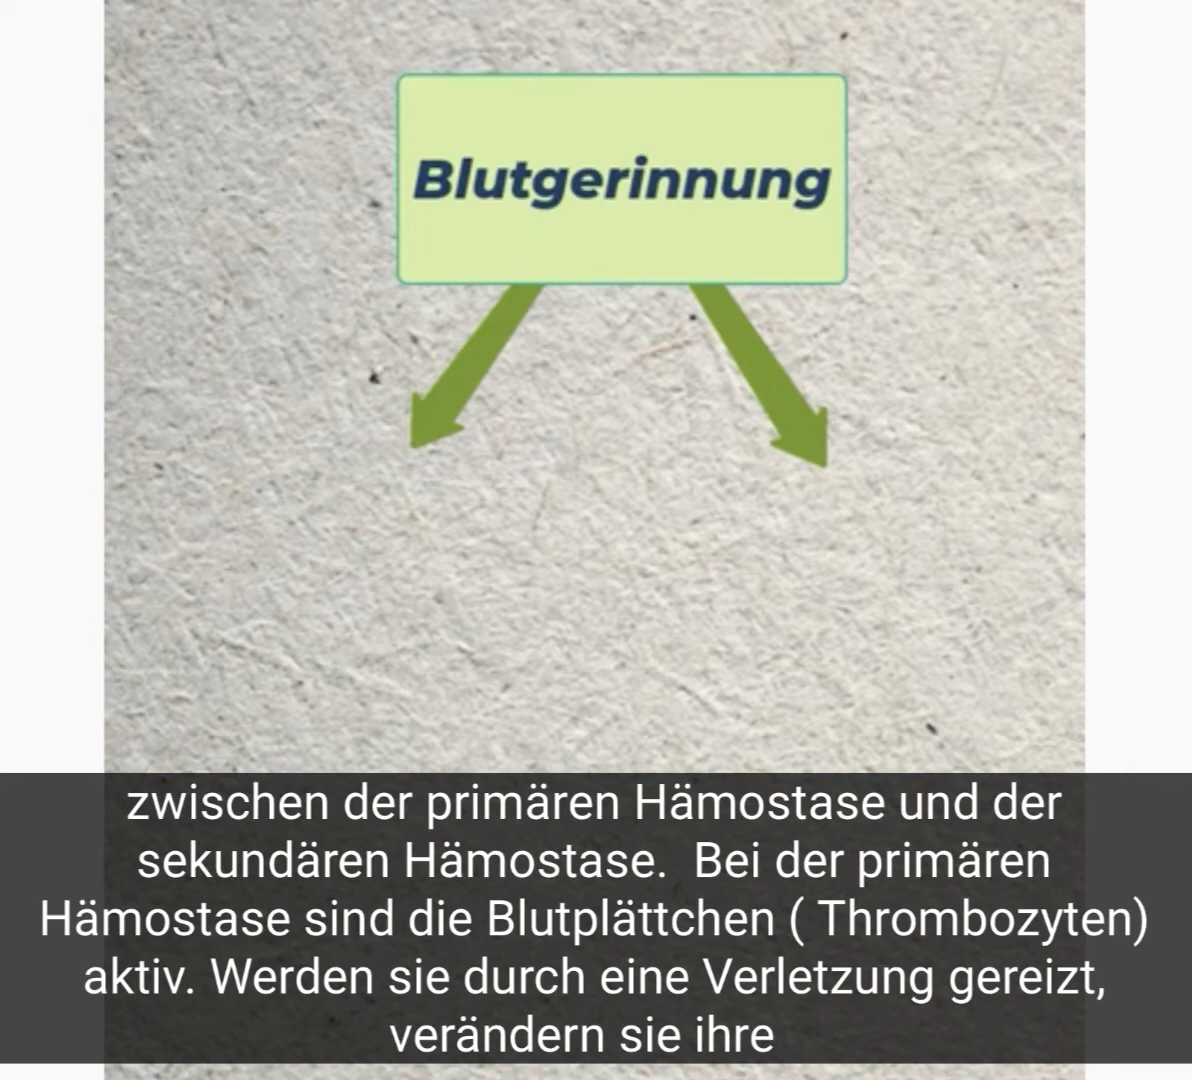 Blutgerinnung
zwischen der primären Hämostase und der
sekundären Hämostase.  Bei der primären
Hämostase sind die Blutplättchen ( Thrombozyten)
aktiv. Werden sie durch eine Verletzung gereizt,
verändern sie ihre